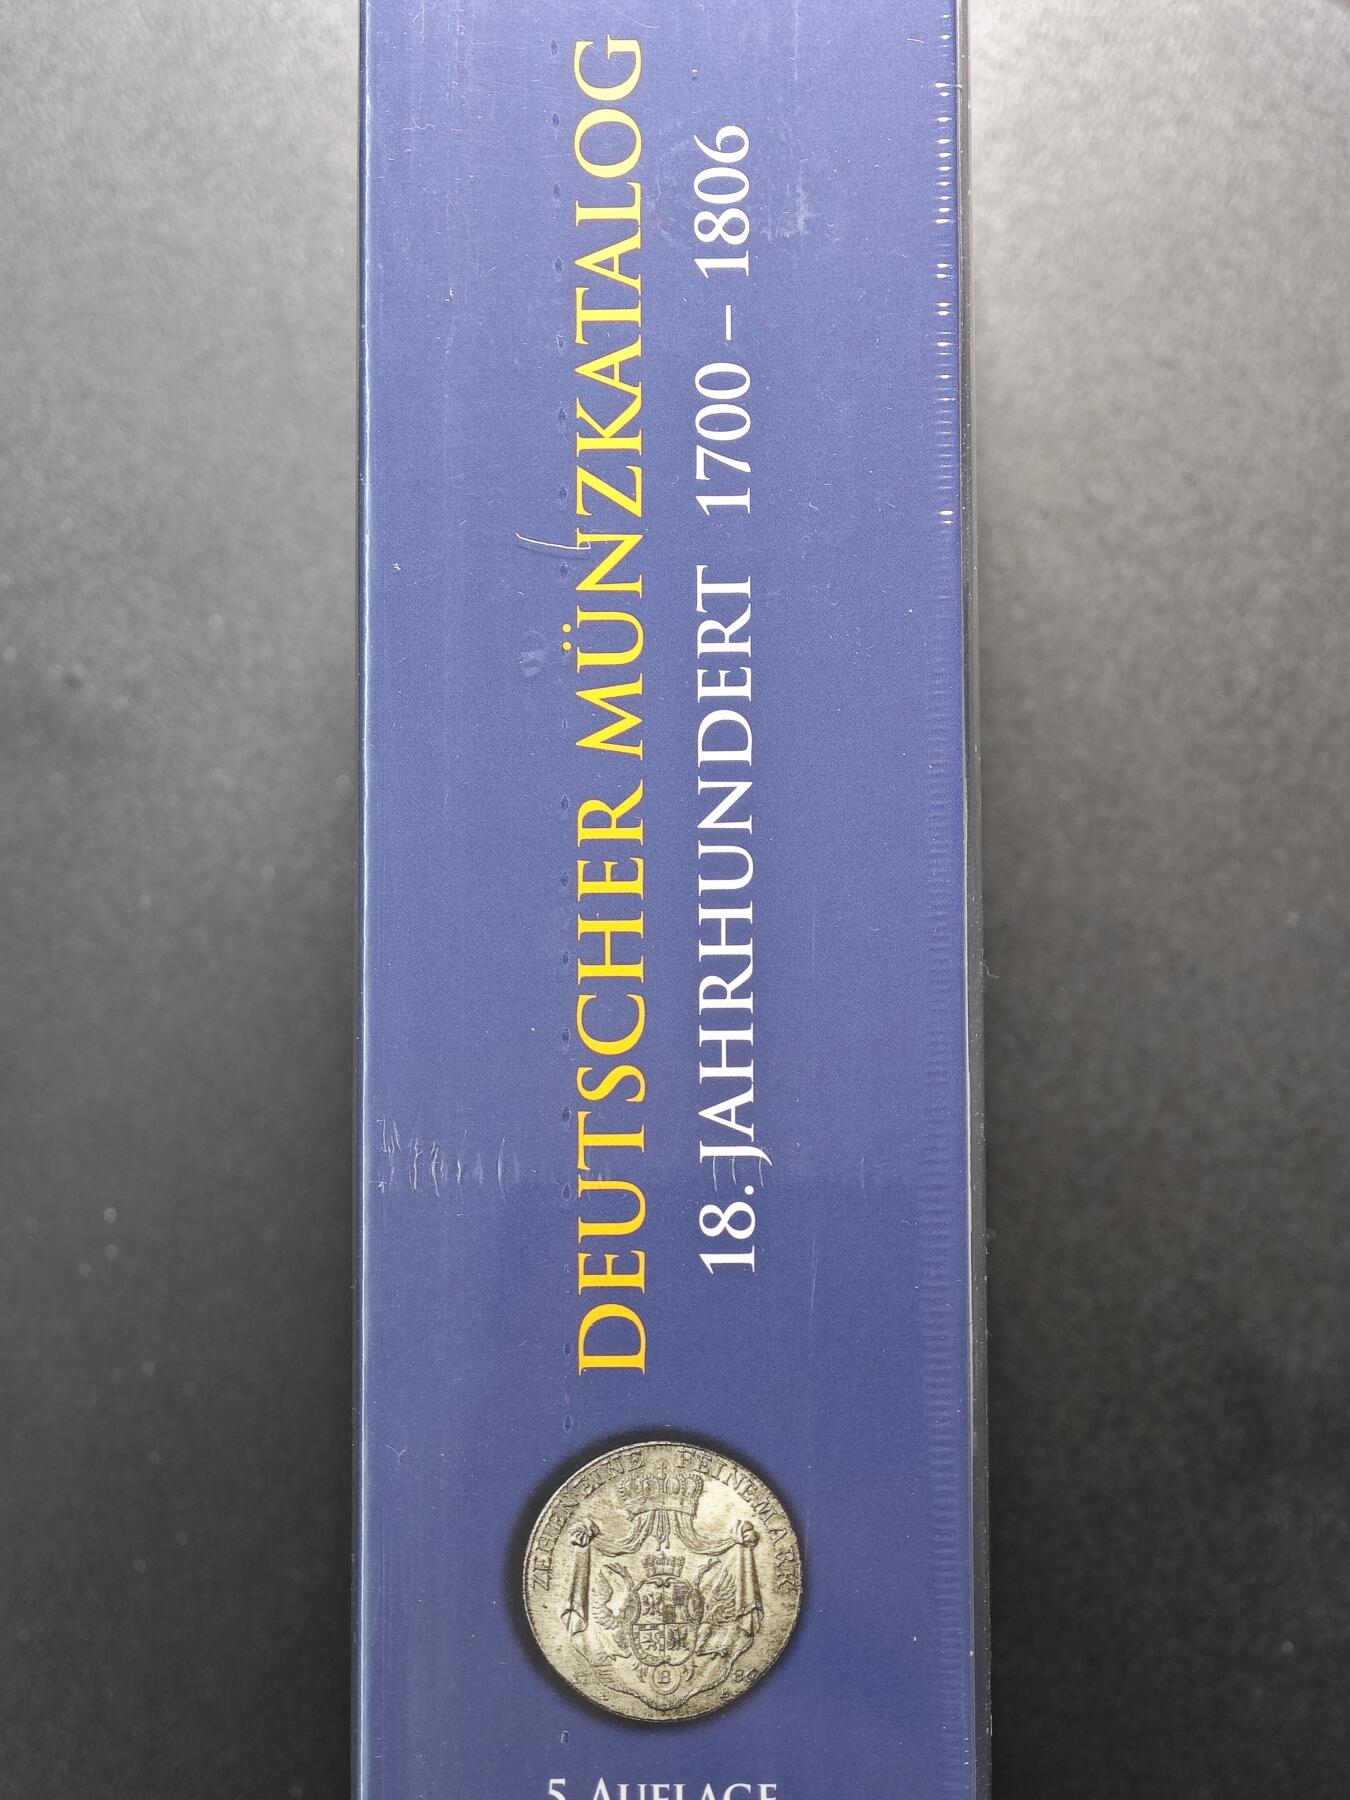 DEUTSCHER MÜNZKATALOG
18. JAHRHUNDERT 1700 – 1806
ZEHEN EINE FEINE MARK
B
5. AUFLAGE